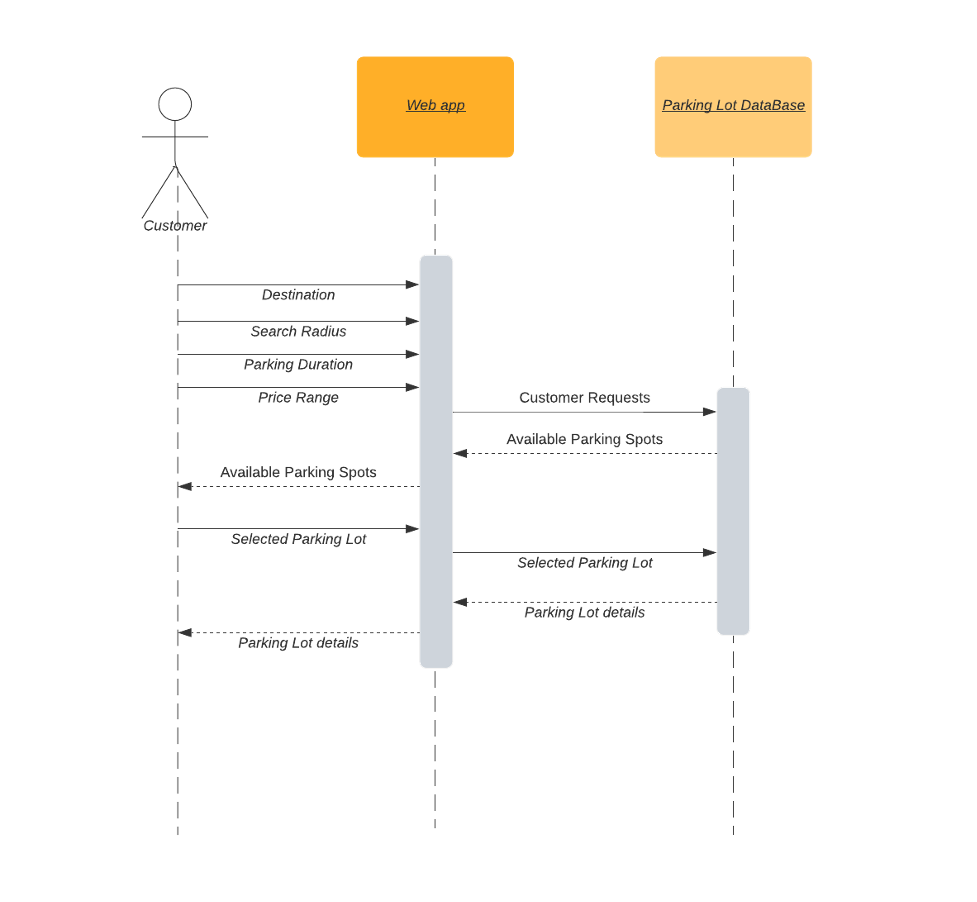 Web app
Parking Lot DataBase
Customer
Destination
Search Radius
Parking Duration
Price Range
Customer Requests
Available Parking Spots
Available Parking Spots
Selected Parking Lot
Selected Parking Lot
Parking Lot details
Parking Lot details